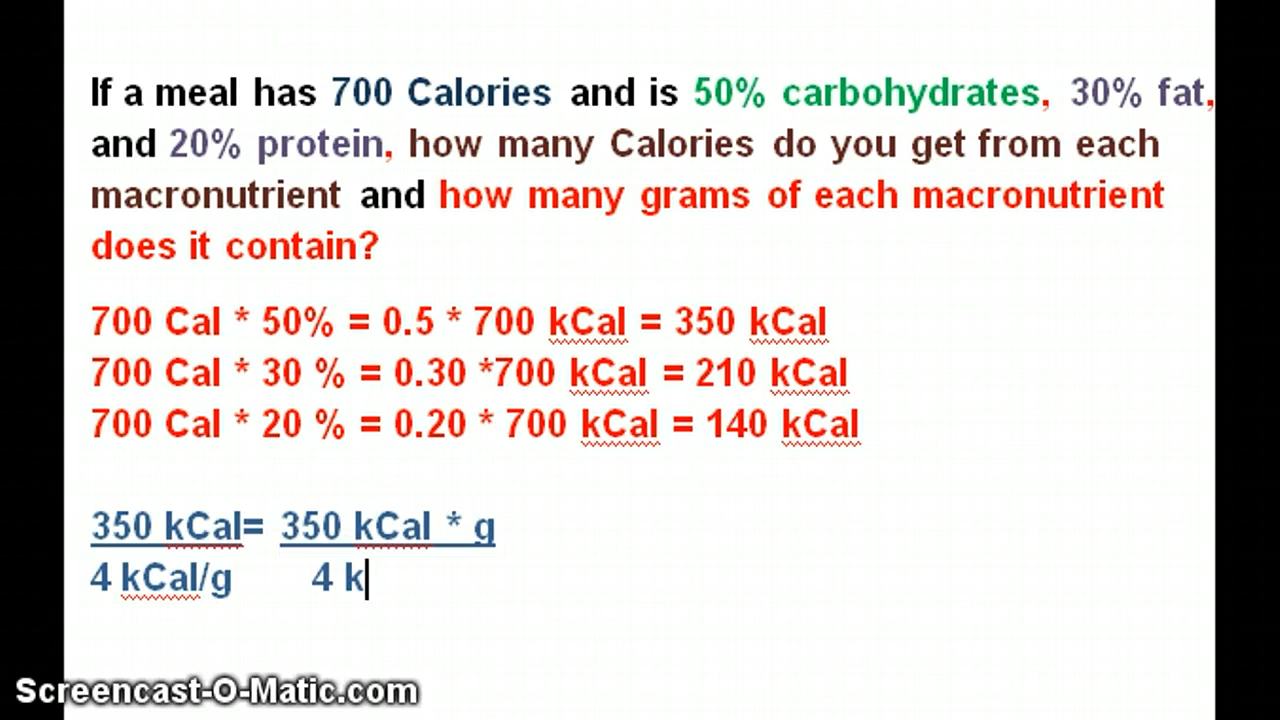 If a meal has 700 Calories and is 50% carbohydrates, 30% fat,
and 20% protein, how many Calories do you get from each
macronutrient and how many grams of each macronutrient
does it contain?
700 Cal * 50% = 0.5 * 700 kCal = 350 kCal
700 Cal * 30 % = 0.30 *700 kCal = 210 kCal
700 Cal * 20 % = 0.20 * 700 kCal = 140 kCal
350 kCal= 350 kCal * g
4 kCal/g 4 k
Screencast-O-Matic.com